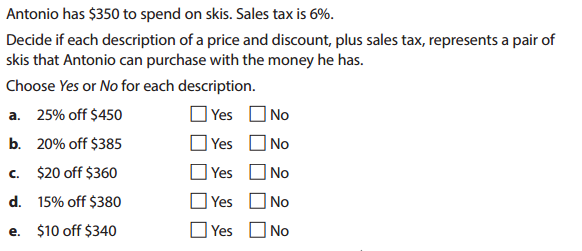 Antonio has $350 to spend on skis. Sales tax is 6%.
Decide if each description of a price and discount, plus sales tax, represents a pair of
skis that Antonio can purchase with the money he has.
Choose Yes or No for each description.
a. 25% off $450 Yes No
b. 20% off $385 Yes No
c. $20 off $360 Yes No
d. 15% off $380 Yes No
e. $10 off $340 Yes No